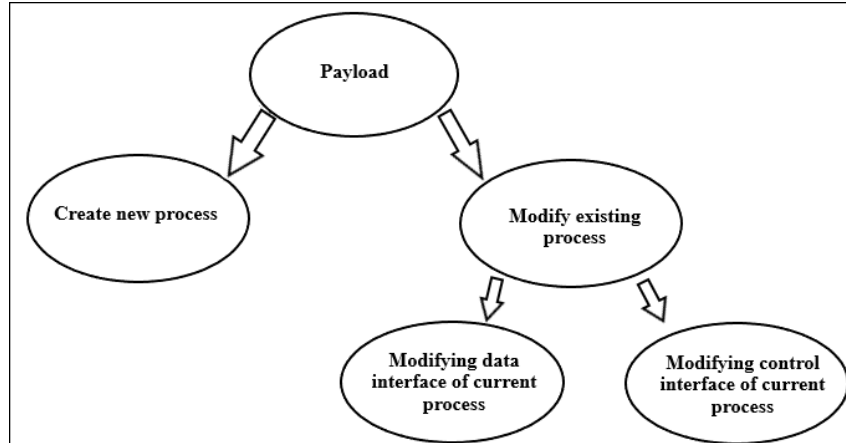 Payload
Create new process
Modify existing
process
Modifying data
interface of current
process
Modifying control
interface of current
process